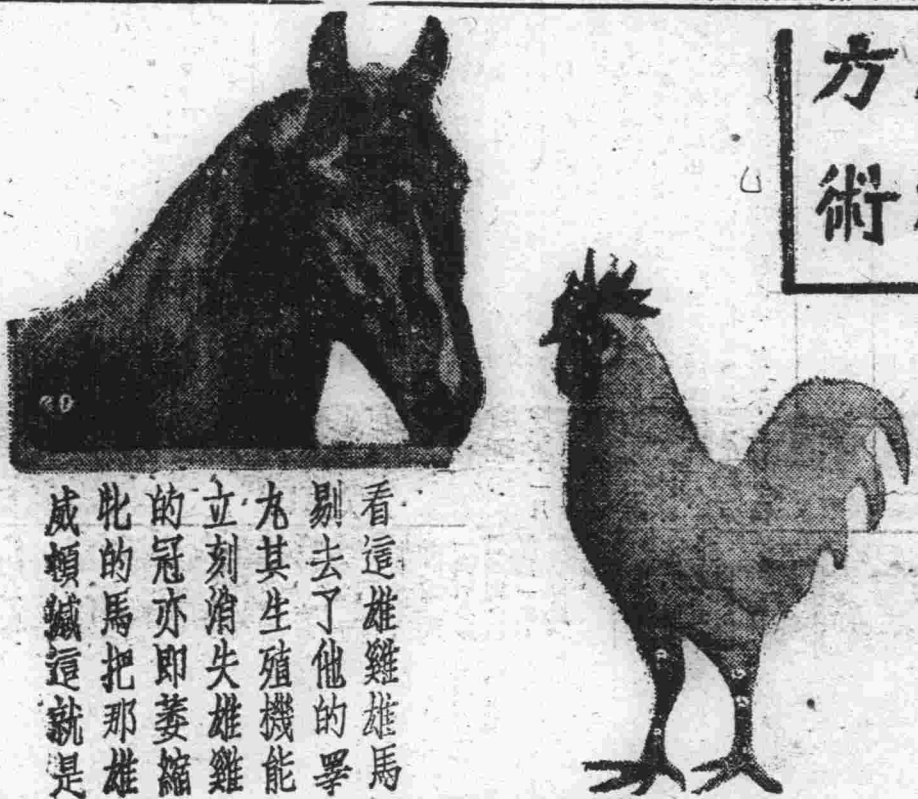 方術
看這雄雞雄馬
剔去了他的睪
丸其生殖機能
立刻消失雄雞
的冠亦即萎縮
牝的馬把那雄
威頓減這就是